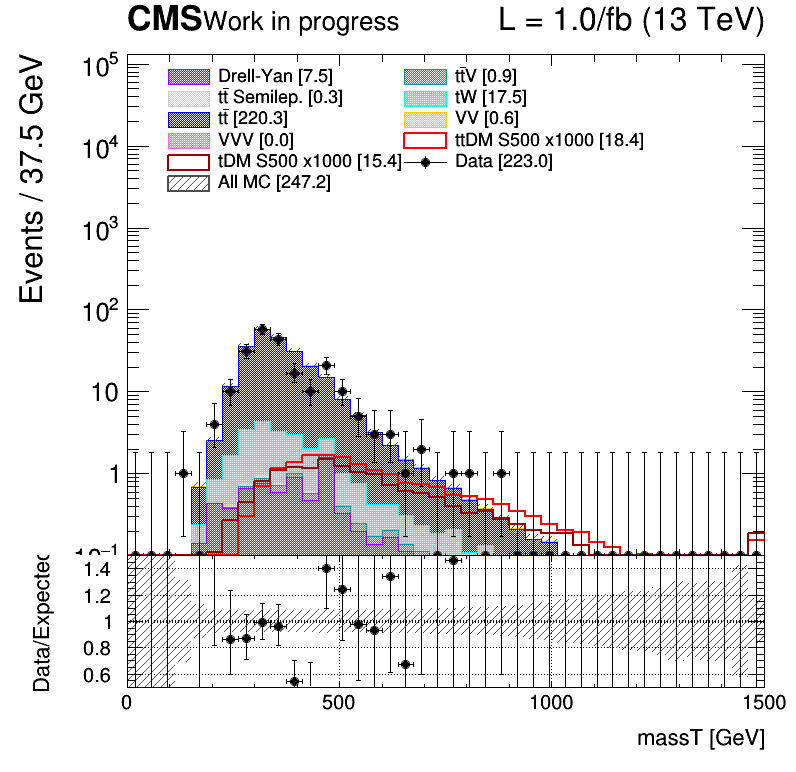 CMS Work in progress L = 1.0/fb (13 TeV)
Events / 37.5 GeV
10⁵
10⁴
10³
10²
10
1
10⁻¹
Drell-Yan [7.5] tt̄V [0.9]
tt̄ Semilep. [0.3] tW [17.5]
tt̄ [220.3] VV [0.6]
VVV [0.0] ttDM S500 x1000 [18.4]
tDM S500 x1000 [15.4] Data [223.0]
All MC [247.2]
Data/Expected
1.4
1.2
1
0.8
0.6
0 500 1000 1500
massT [GeV]